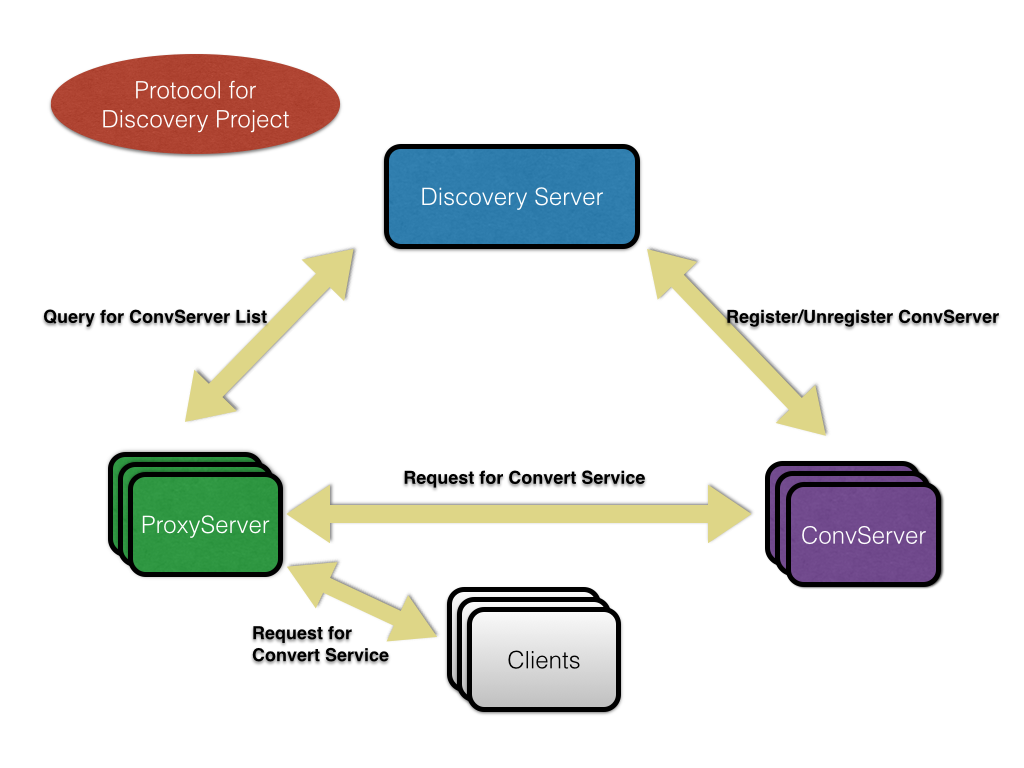 Protocol for
Discovery Project
Discovery Server
Query for ConvServer List
Register/Unregister ConvServer
Request for Convert Service
ProxyServer
ConvServer
Request for
Convert Service
Clients